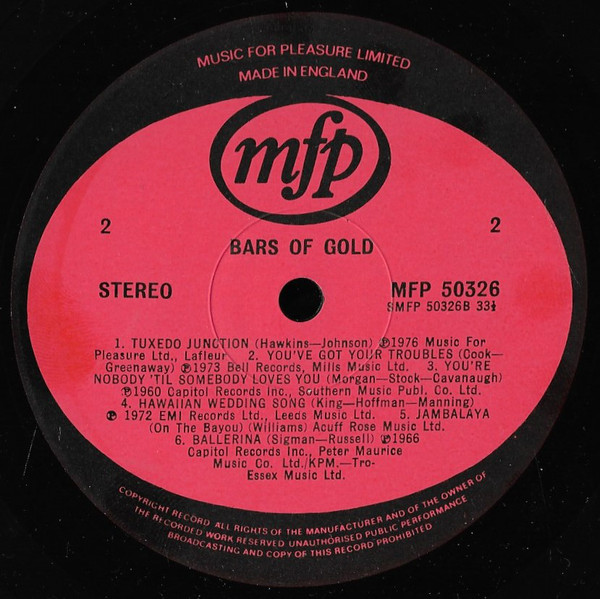 MUSIC FOR PLEASURE LIMITED
MADE IN ENGLAND
mfp
2 2
BARS OF GOLD
STEREO MFP 50326
SMFP 50326B 33⅓
1. TUXEDO JUNCTION (Hawkins—Johnson) ℗1976 Music For
Pleasure Ltd., Lafleur 2. YOU'VE GOT YOUR TROUBLES (Cook—
Greenaway) ℗1973 Bell Records, Mills Music Ltd. 3. YOU'RE
NOBODY 'TIL SOMEBODY LOVES YOU (Morgan—Stock—Cavanaugh)
℗1960 Capitol Records Inc., Southern Music Publ. Co. Ltd.
4. HAWAIIAN WEDDING SONG (King—Hoffman—Manning)
℗ 1972 EMI Records Ltd., Leeds Music Ltd. 5. JAMBALAYA
(On The Bayou) (Williams) Acuff Rose Music Ltd.
6. BALLERINA (Sigman—Russell) ℗1966
Capitol Records Inc., Peter Maurice
Music Co. Ltd./KPM.—Tro-
Essex Music Ltd.
COPYRIGHT RECORD ALL RIGHTS OF THE MANUFACTURER AND OF THE OWNER OF
THE RECORDED WORK RESERVED UNAUTHORISED PUBLIC PERFORMANCE
BROADCASTING AND COPY OF THIS RECORD PROHIBITED